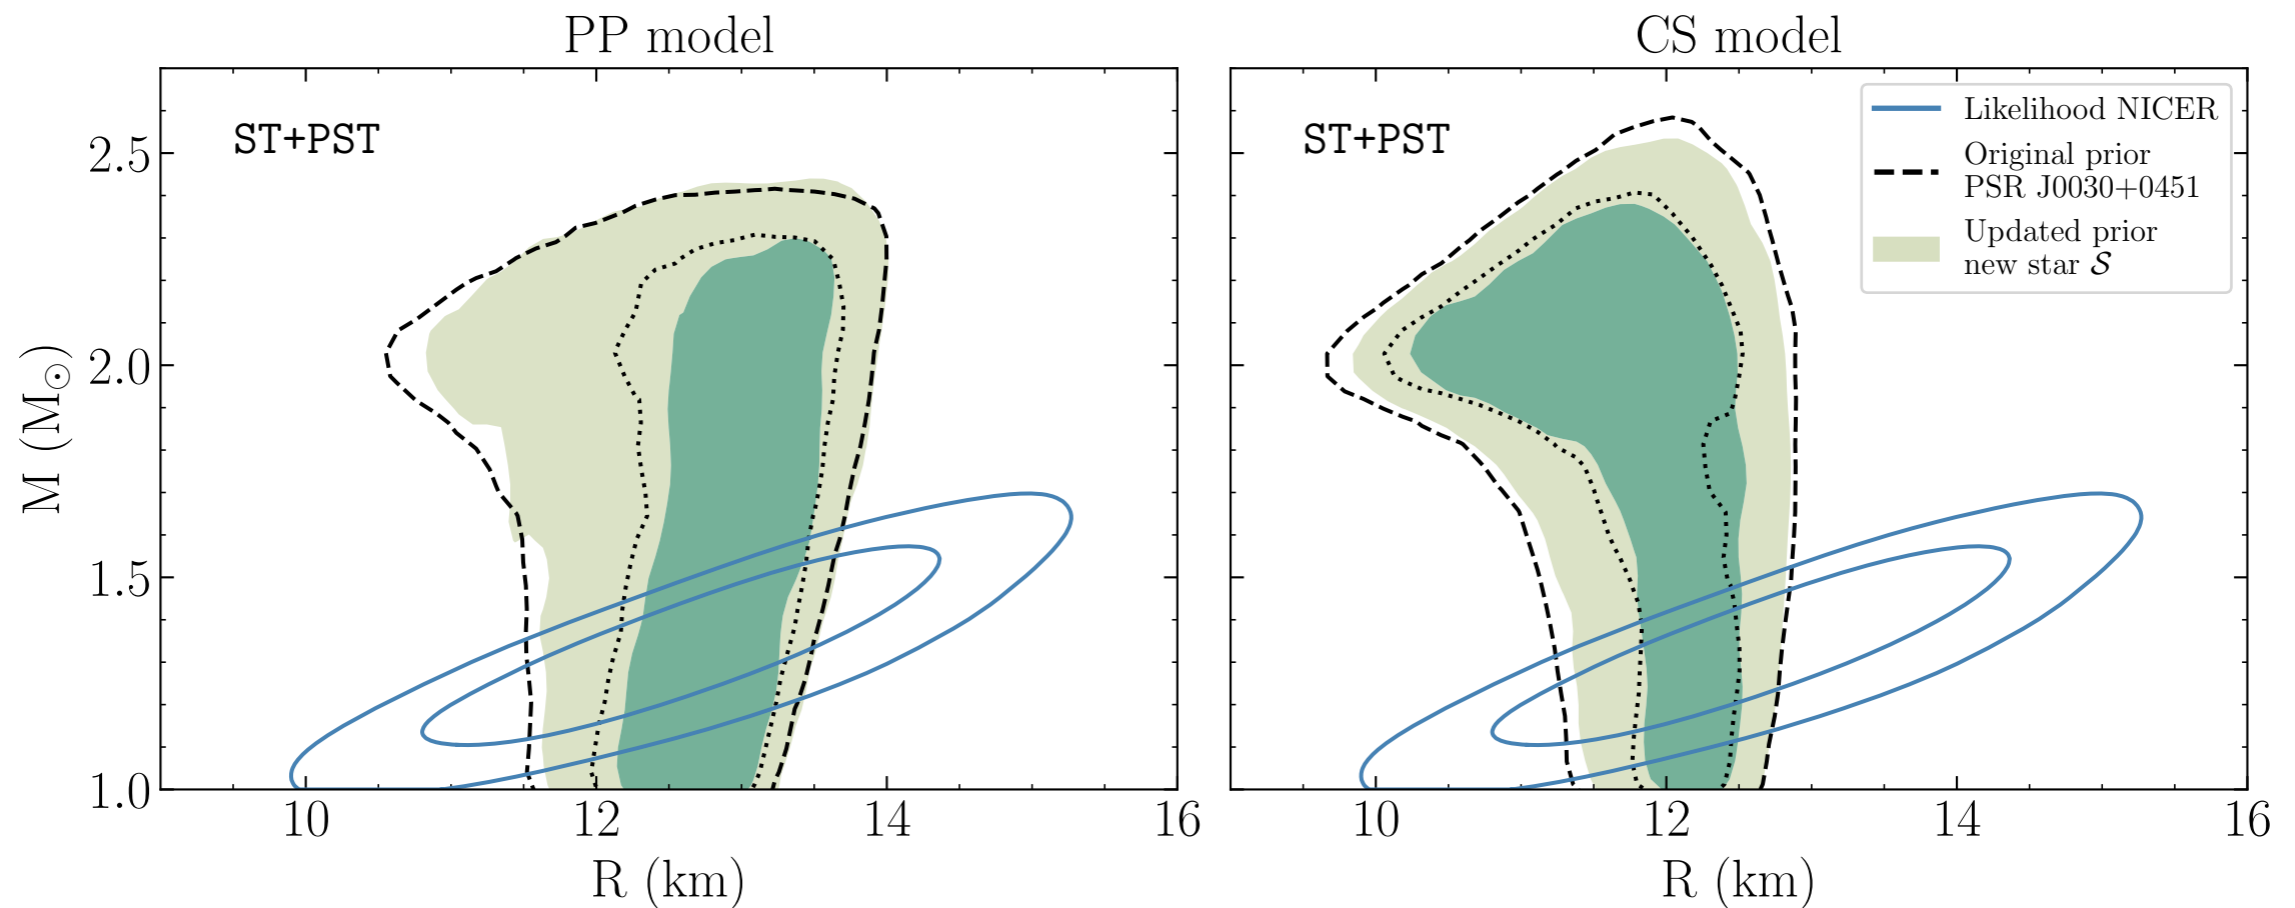 PP model
CS model
ST+PST
ST+PST
Likelihood NICER
Original prior
PSR J0030+0451
Updated prior
new star 𝒮
M (M⊙)
2.5
2.0
1.5
1.0
10
12
14
16
10
12
14
16
R (km)
R (km)